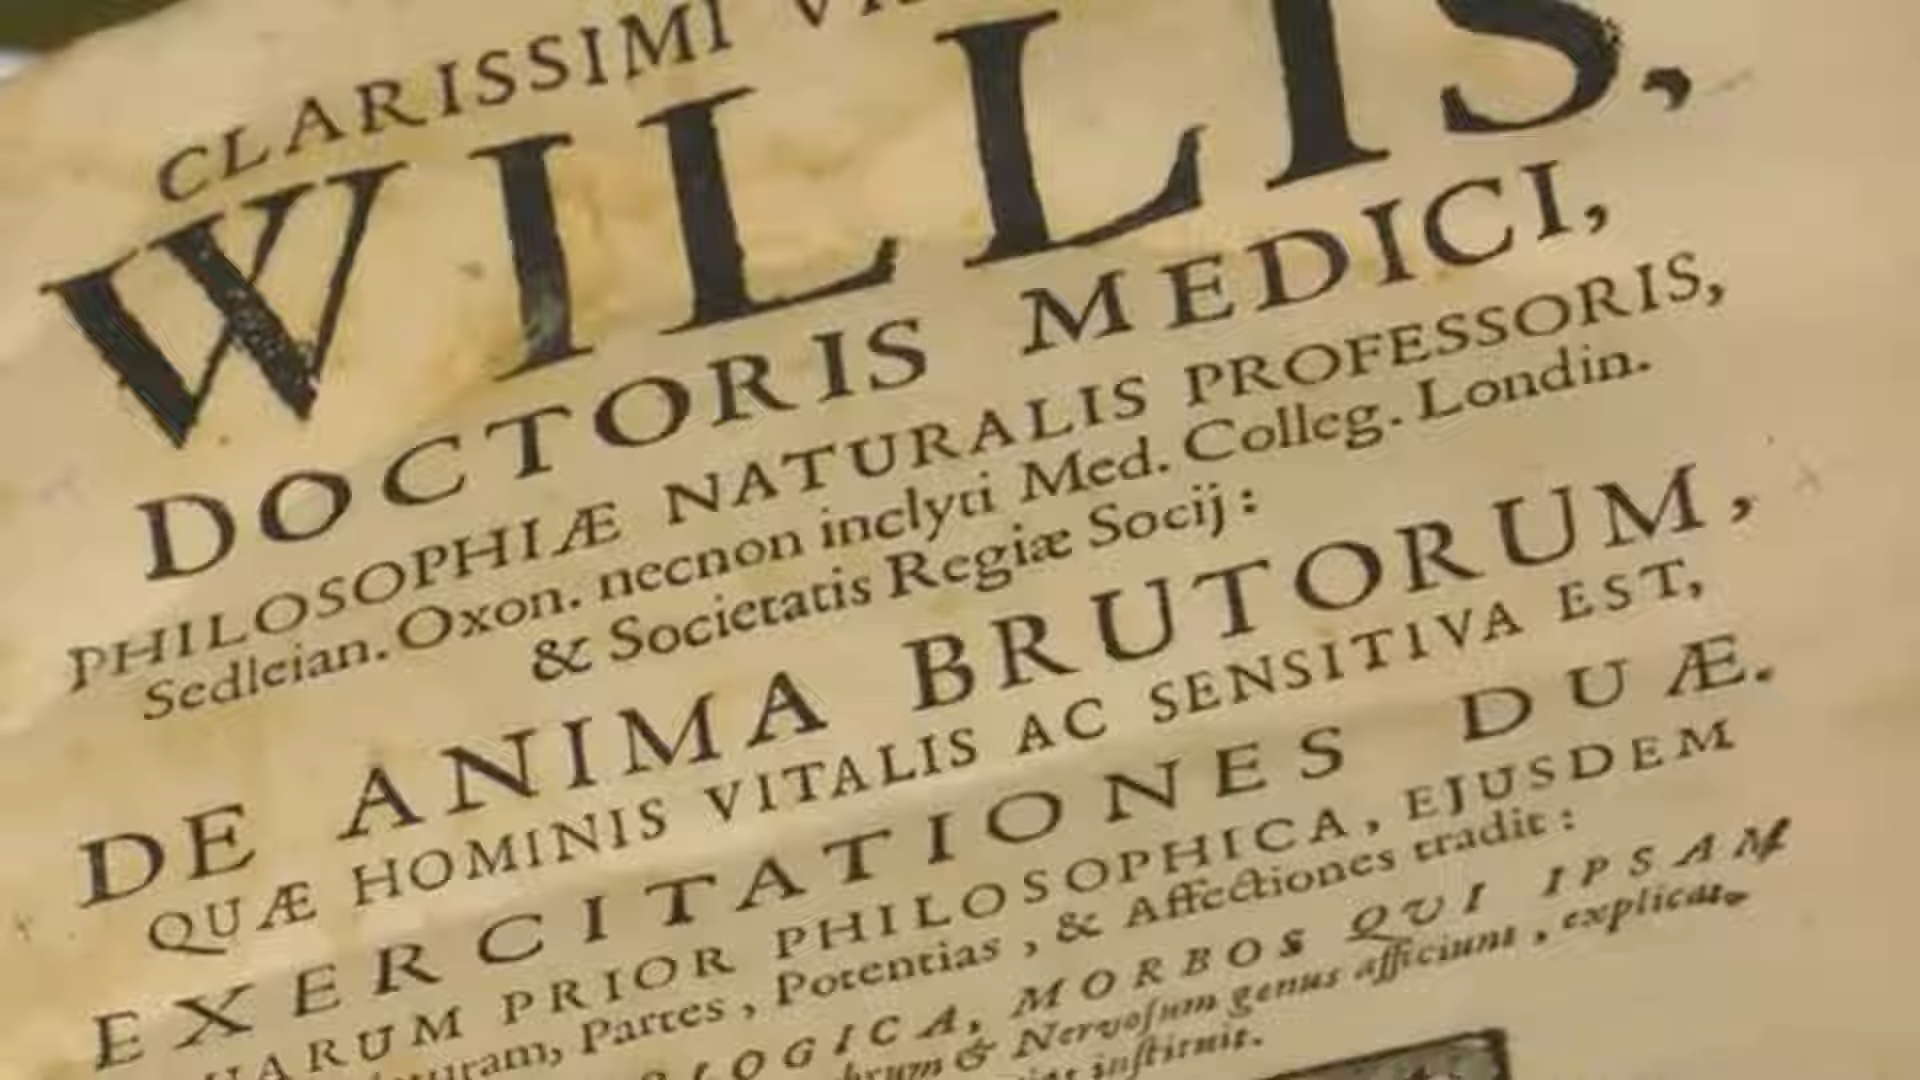 CLARISSIMI
WILLIS,
DOCTORIS MEDICI,
PHILOSOPHIÆ NATURALIS PROFESSORIS,
Sedleian. Oxon. necnon inclyti Med. Colleg. Londin.
& Societatis Regiæ Socij:
DE ANIMA BRUTORUM,
QUÆ HOMINIS VITALIS AC SENSITIVA EST,
EXERCITATIONES DUÆ.
PRIOR PHILOSOPHICA, EJUSDEM
Partes, Potentias, & Affectiones tradit:
MORBOS QUI IPSAM
& Nervosum genus afficiunt, explicat,
instituit.